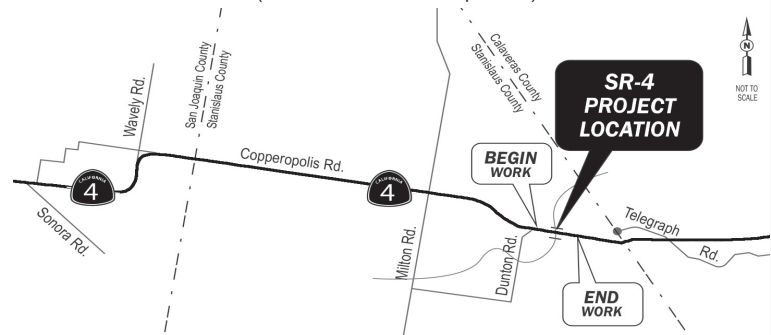 Wavely Rd.
San Joaquin County
Stanislaus County
Calaveras County
Stanislaus County
N
NOT TO
SCALE
SR-4
PROJECT
LOCATION
Copperopolis Rd.
BEGIN
WORK
CALIFORNIA
4
CALIFORNIA
4
Sonora Rd.
Milton Rd.
Dunton Rd.
Telegraph
Rd.
END
WORK